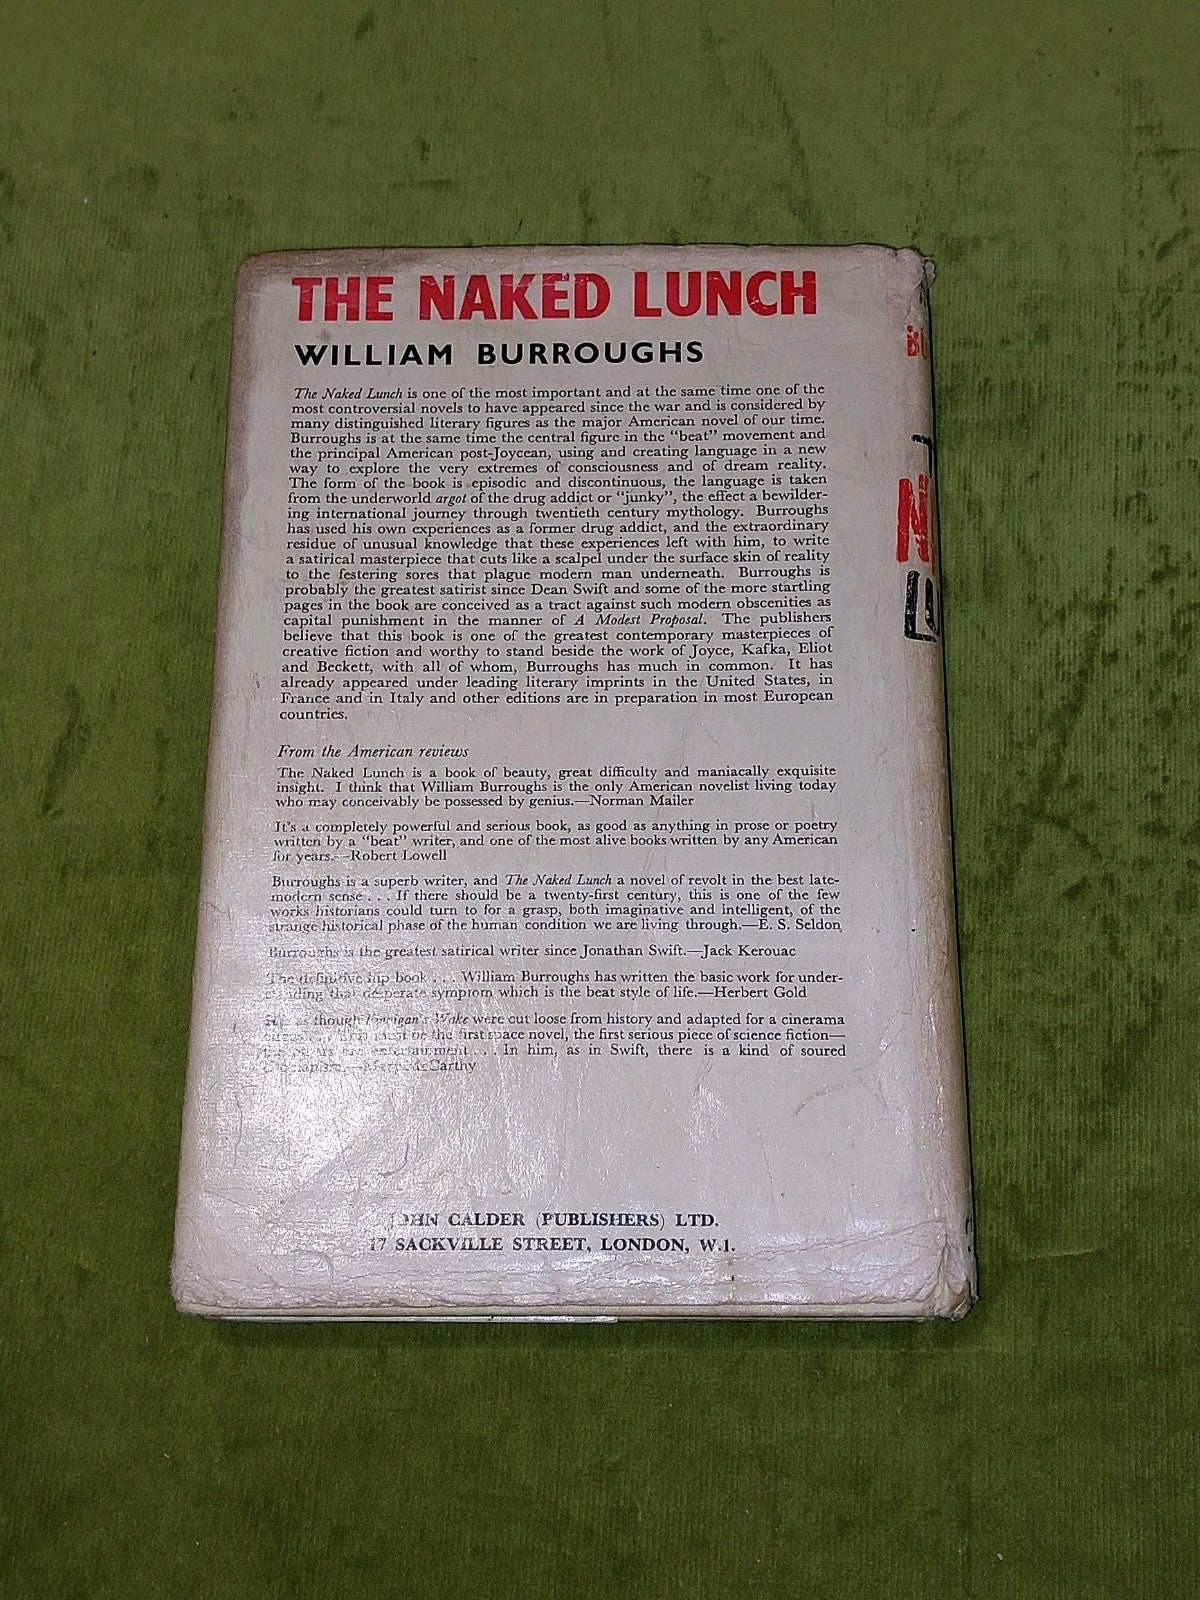 THE NAKED LUNCH
WILLIAM BURROUGHS
The Naked Lunch is one of the most important and at the same time one of the
most controversial novels to have appeared since the war and is considered by
many distinguished literary figures as the major American novel of our time.
Burroughs is at the same time the central figure in the "beat" movement and
the principal American post-Joycean, using and creating language in a new
way to explore the very extremes of consciousness and of dream reality.
The form of the book is episodic and discontinuous, the language is taken
from the underworld argot of the drug addict or "junky", the effect a bewilder-
ing international journey through twentieth century mythology. Burroughs
has used his own experiences as a former drug addict, and the extraordinary
residue of unusual knowledge that these experiences left with him, to write
a satirical masterpiece that cuts like a scalpel under the surface skin of reality
to the festering sores that plague modern man underneath. Burroughs is
probably the greatest satirist since Dean Swift and some of the more startling
pages in the book are conceived as a tract against such modern obscenities as
capital punishment in the manner of A Modest Proposal. The publishers
believe that this book is one of the greatest contemporary masterpieces of
creative fiction and worthy to stand beside the work of Joyce, Kafka, Eliot
and Beckett, with all of whom, Burroughs has much in common. It has
already appeared under leading literary imprints in the United States, in
France and in Italy and other editions are in preparation in most European
countries.
From the American reviews
The Naked Lunch is a book of beauty, great difficulty and maniacally exquisite
insight. I think that William Burroughs is the only American novelist living today
who may conceivably be possessed by genius.—Norman Mailer
It's a completely powerful and serious book, as good as anything in prose or poetry
written by a "beat" writer, and one of the most alive books written by any American
for years.—Robert Lowell
Burroughs is a superb writer, and The Naked Lunch a novel of revolt in the best late-
modern sense . . . If there should be a twenty-first century, this is one of the few
works historians could turn to for a grasp, both imaginative and intelligent, of the
strange historical phase of the human condition we are living through.—E. S. Seldon
Burroughs is the greatest satirical writer since Jonathan Swift.—Jack Kerouac
The definitive hip book . . . William Burroughs has written the basic work for under-
standing that desperate symptom which is the beat style of life.—Herbert Gold
as though Finnegan's Wake were cut loose from history and adapted for a cinerama
the first space novel, the first serious piece of science fiction—
entertainment . . . In him, as in Swift, there is a kind of soured
—Mary McCarthy
JOHN CALDER (PUBLISHERS) LTD.
17 SACKVILLE STREET, LONDON, W.1.